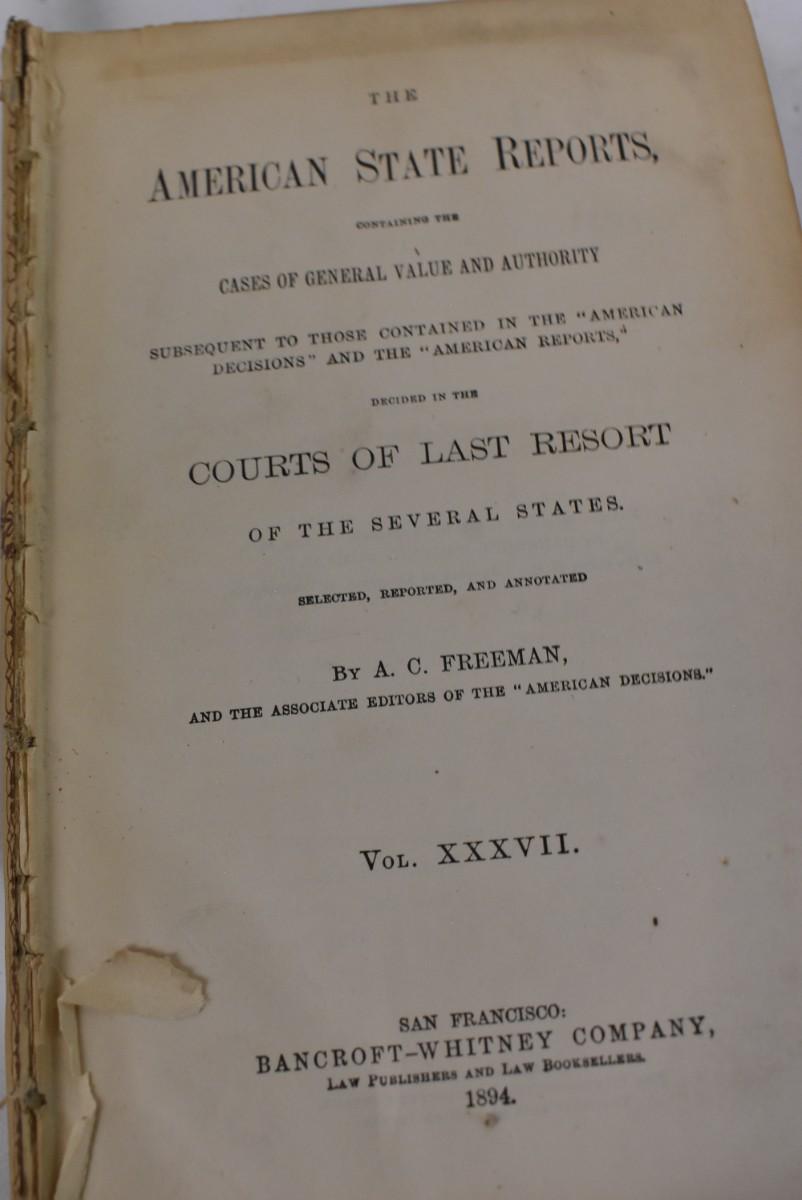 THE
AMERICAN STATE REPORTS,
CONTAINING THE
CASES OF GENERAL VALUE AND AUTHORITY
SUBSEQUENT TO THOSE CONTAINED IN THE "AMERICAN
DECISIONS" AND THE "AMERICAN REPORTS,"
DECIDED IN THE
COURTS OF LAST RESORT
OF THE SEVERAL STATES.
SELECTED, REPORTED, AND ANNOTATED
BY A. C. FREEMAN,
AND THE ASSOCIATE EDITORS OF THE "AMERICAN DECISIONS."
VOL. XXXVII.
SAN FRANCISCO:
BANCROFT-WHITNEY COMPANY,
LAW PUBLISHERS AND LAW BOOKSELLERS.
1894.